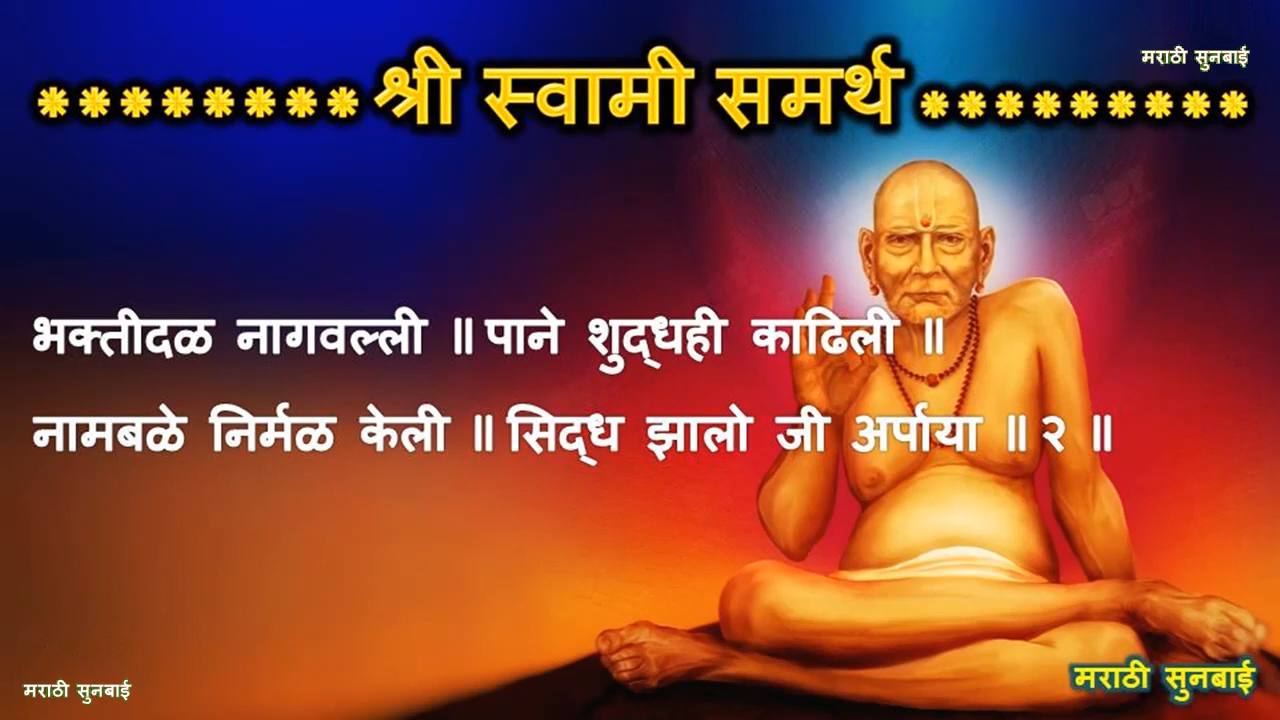 मराठी सुनबाई
******** श्री स्वामी समर्थ *********
भक्तीदळ नागवल्ली ॥ पाने शुद्धही काढिली ॥
नामबळे निर्मळ केली ॥ सिद्ध झालो जी अर्पाया ॥ २ ॥
मराठी सुनबाई
मराठी सुनबाई